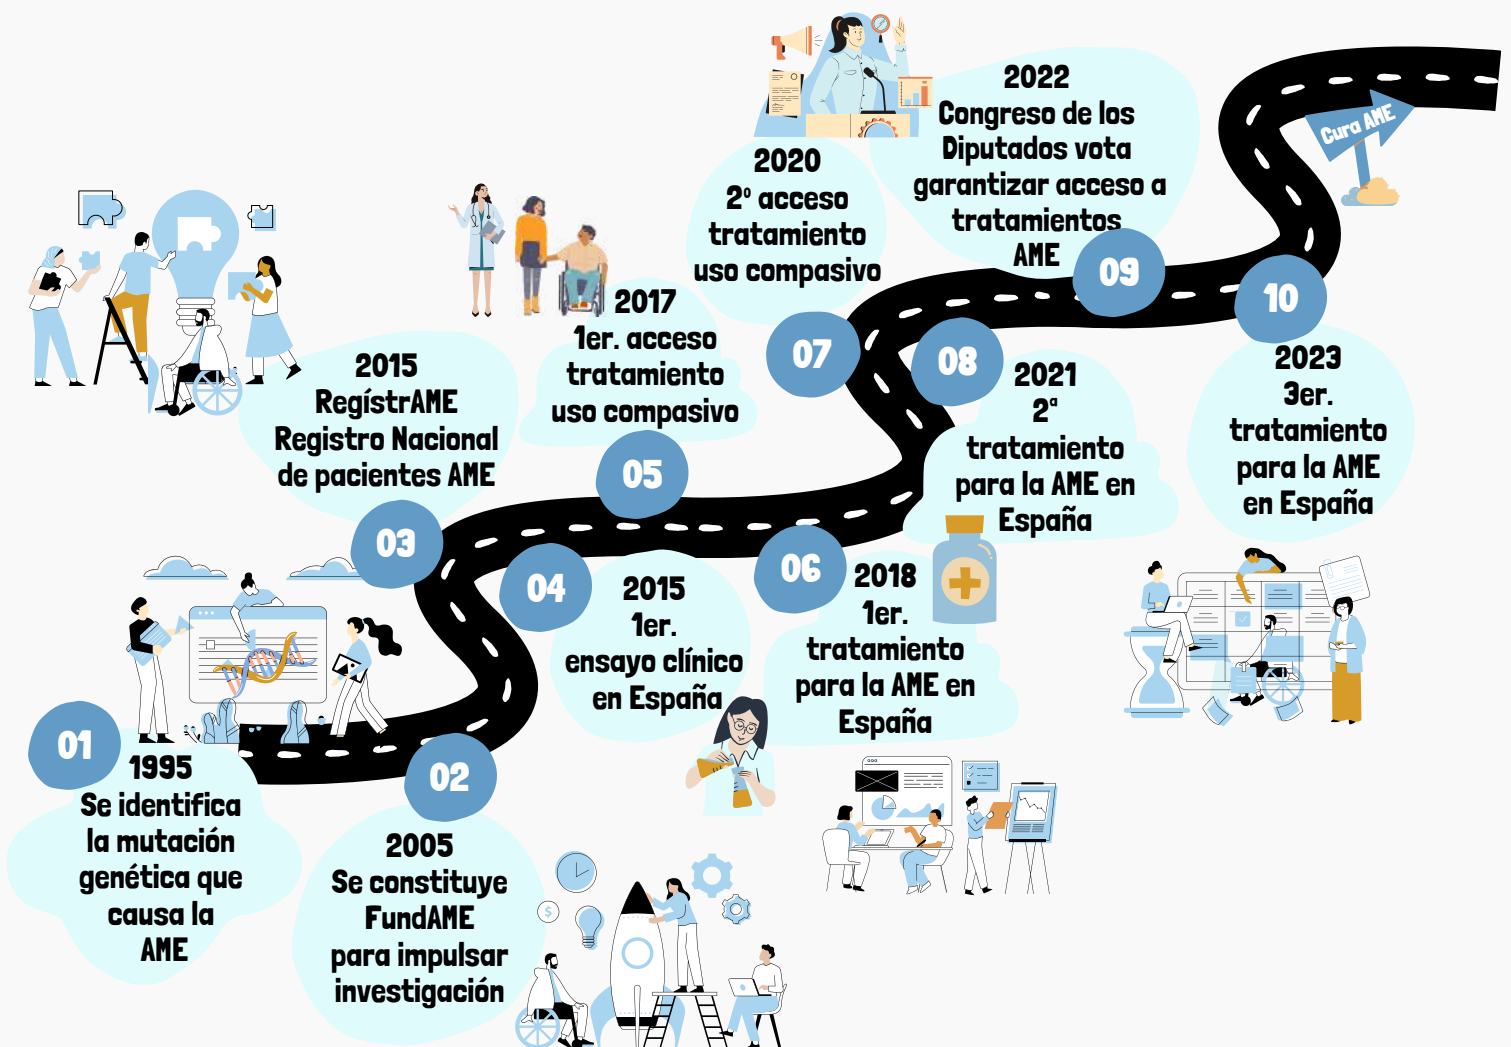 01
1995
Se identifica
la mutación
genética que
causa la
AME
02
2005
Se constituye
FundAME
para impulsar
investigación
$
03
2015
RegístrAME
Registro Nacional
de pacientes AME
04
2015
1er.
ensayo clínico
en España
05
2017
1er. acceso
tratamiento
uso compasivo
06
2018
1er.
tratamiento
para la AME en
España
07
2020
2º acceso
tratamiento
uso compasivo
08
2021
2ª
tratamiento
para la AME en
España
09
2022
Congreso de los
Diputados vota
garantizar acceso a
tratamientos
AME
10
2023
3er.
tratamiento
para la AME
en España
Cura AME